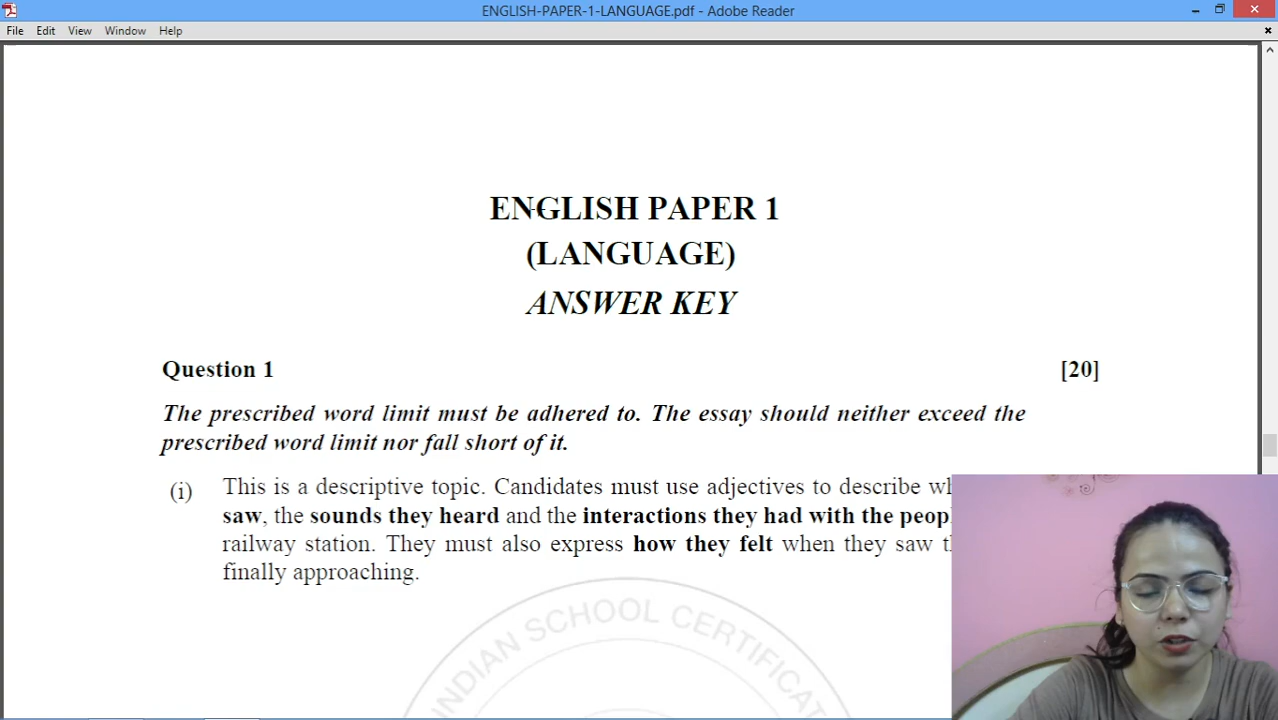 ENGLISH-PAPER-1-LANGUAGE.pdf - Adobe Reader
File Edit View Window Help
ENGLISH PAPER 1
(LANGUAGE)
ANSWER KEY
Question 1 [20]
The prescribed word limit must be adhered to. The essay should neither exceed the
prescribed word limit nor fall short of it.
(i) This is a descriptive topic. Candidates must use adjectives to describe
saw, the sounds they heard and the interactions they had with the
railway station. They must also express how they felt when they saw
finally approaching.
INDIAN SCHOOL